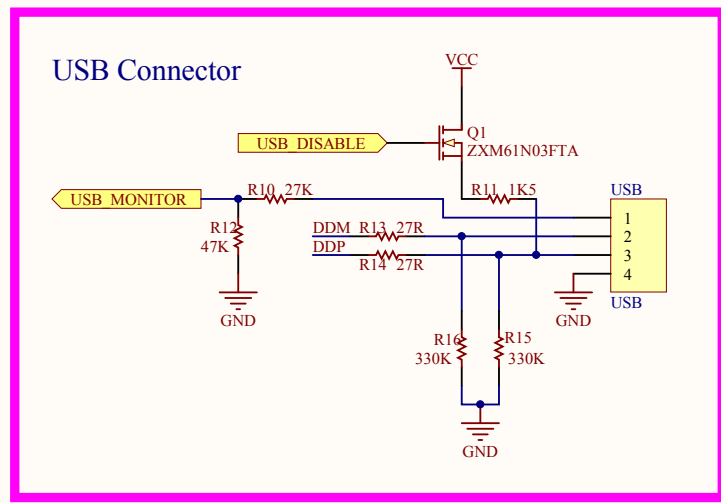 USB Connector
VCC
USB_DISABLE
Q1
ZXM61N03FTA
USB_MONITOR
R10 27K
R11 1K5
USB
R12
47K
DDM R13 27R
DDP
R14 27R
1
2
3
4
USB
GND
GND
R16
330K
R15
330K
GND